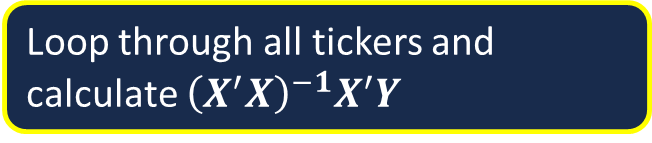 Loop through all tickers and
calculate (X′X)⁻¹X′Y